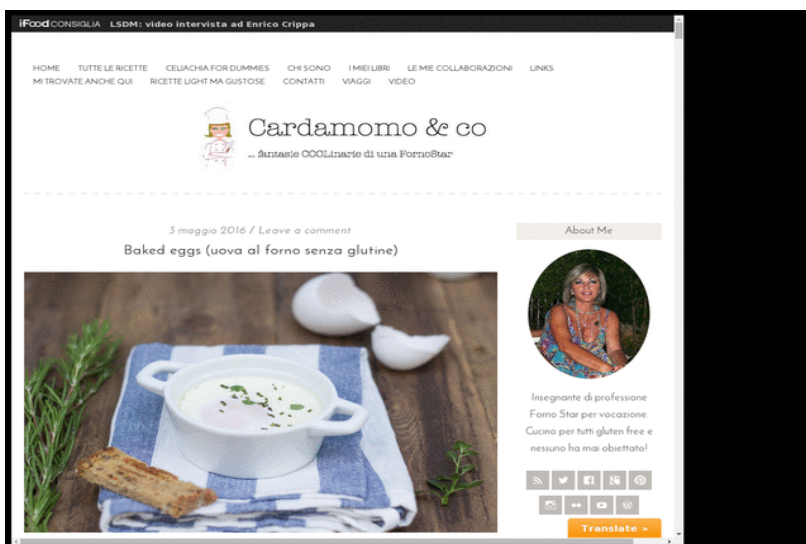 iFood CONSIGLIA LSDM: video intervista ad Enrico Crippa
HOME TUTTE LE RICETTE CELIACHIA FOR DUMMIES CHI SONO I MIEI LIBRI LE MIE COLLABORAZIONI LINKS
MI TROVATE ANCHE QUI RICETTE LIGHT MA GUSTOSE CONTATTI VIAGGI VIDEO
Cardamomo & co
... fantasie COOLinarie di una FornoStar
3 maggio 2016 / Leave a comment
Baked eggs (uova al forno senza glutine)
About Me
Insegnante di professione
Forno Star per vocazione.
Cucino per tutti gluten free e
nessuno ha mai obiettato!
Translate »